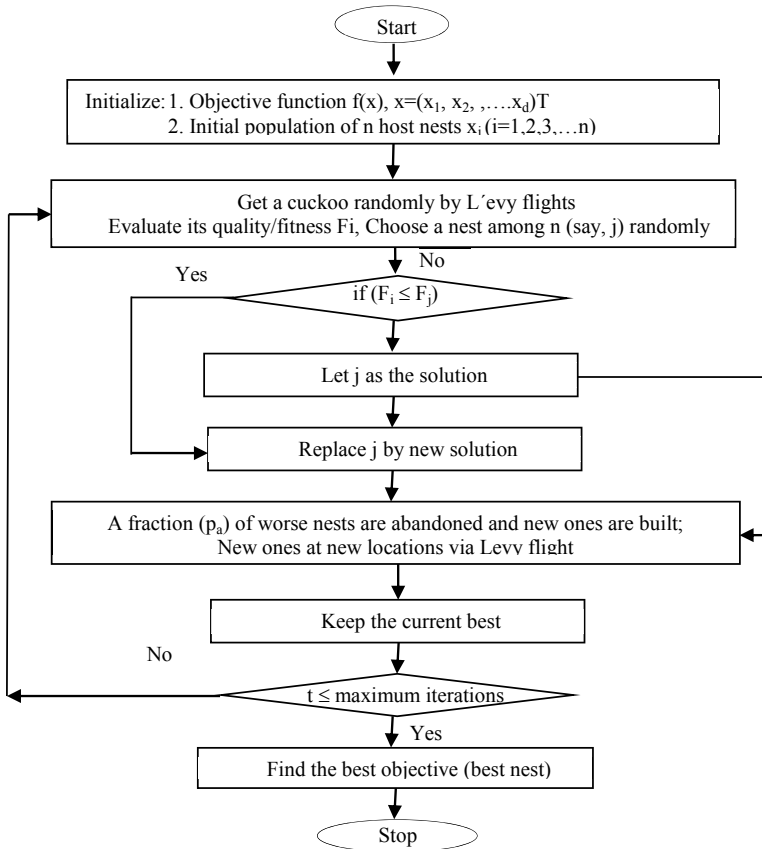 Start
Initialize: 1. Objective function f(x), x=(x1, x2, ,….xd)T
2. Initial population of n host nests xi (i=1,2,3,…n)
Get a cuckoo randomly by L´evy flights
Evaluate its quality/fitness Fi, Choose a nest among n (say, j) randomly
No
Yes
if (Fi ≤ Fj)
Let j as the solution
Replace j by new solution
A fraction (pa) of worse nests are abandoned and new ones are built;
New ones at new locations via Levy flight
Keep the current best
No
t ≤ maximum iterations
Yes
Find the best objective (best nest)
Stop